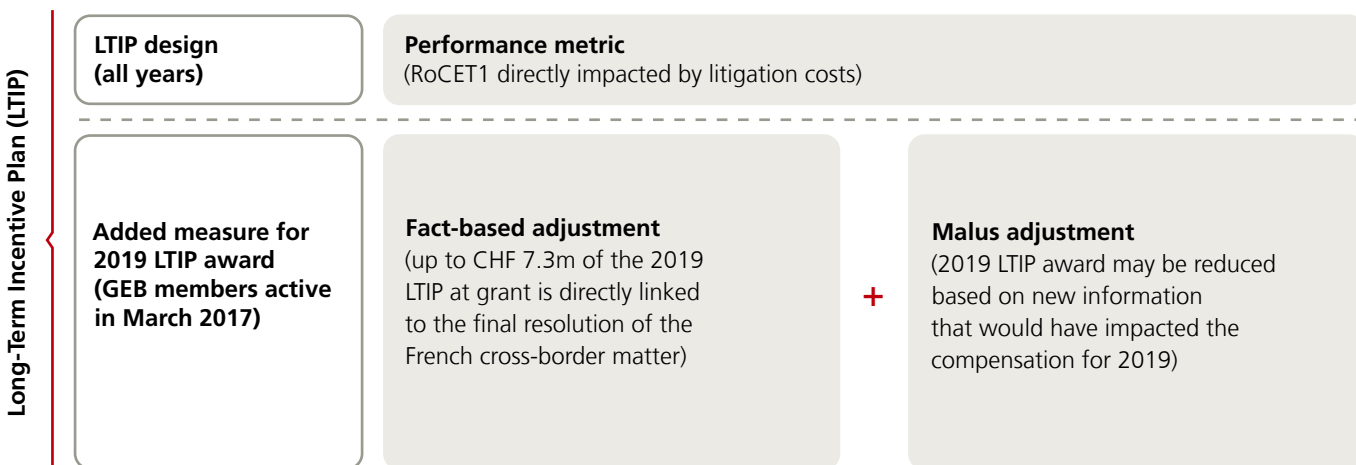 Long-Term Incentive Plan (LTIP)
LTIP design
(all years)
Performance metric
(RoCET1 directly impacted by litigation costs)
Added measure for
2019 LTIP award
(GEB members active
in March 2017)
Fact-based adjustment
(up to CHF 7.3m of the 2019
LTIP at grant is directly linked
to the final resolution of the
French cross-border matter)
+
Malus adjustment
(2019 LTIP award may be reduced
based on new information
that would have impacted the
compensation for 2019)